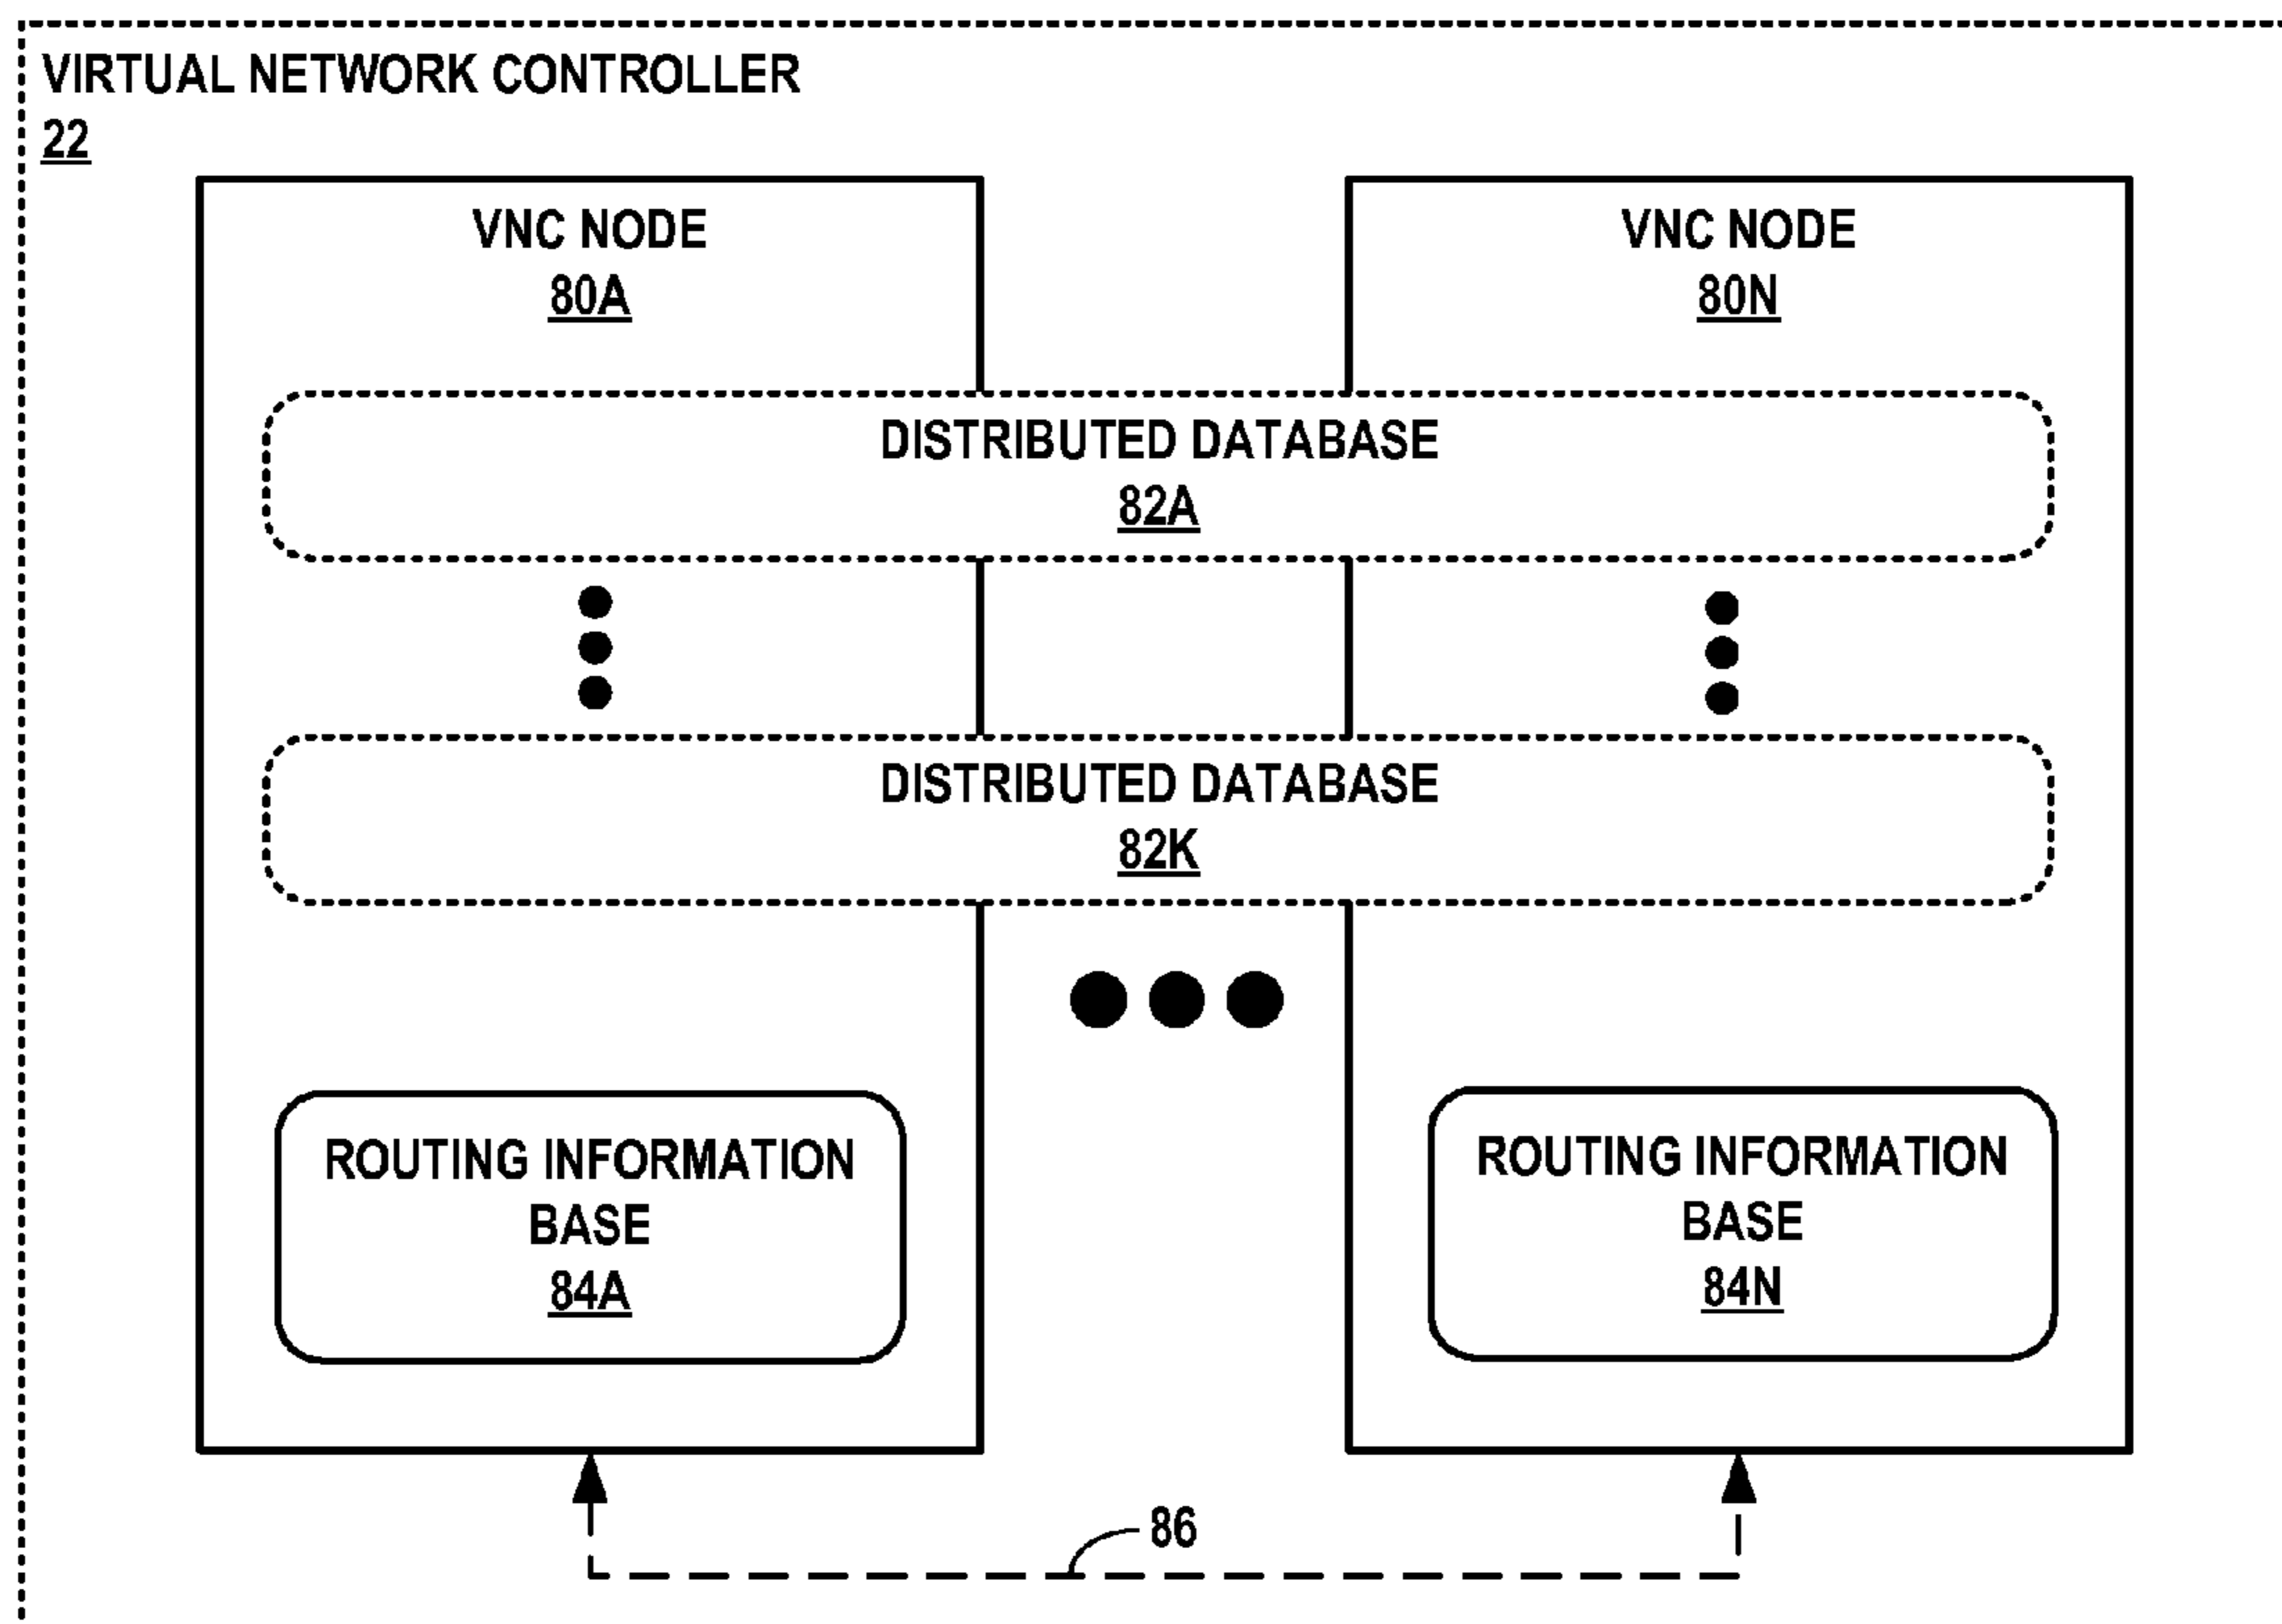 VIRTUAL NETWORK CONTROLLER
22
VNC NODE
80A
VNC NODE
80N
DISTRIBUTED DATABASE
82A
DISTRIBUTED DATABASE
82K
ROUTING INFORMATION
BASE
84A
ROUTING INFORMATION
BASE
84N
86